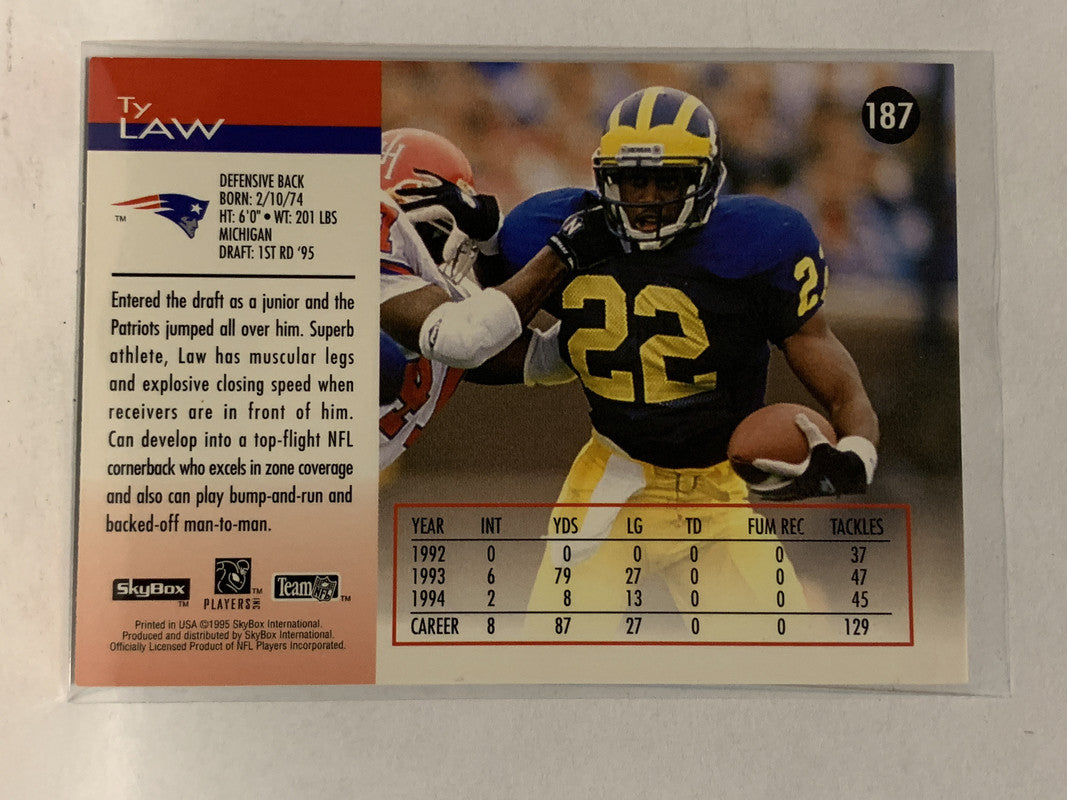 Ty
LAW
187
TM
DEFENSIVE BACK
BORN: 2/10/74
HT: 6'0" • WT: 201 LBS
MICHIGAN
DRAFT: 1ST RD '95
Entered the draft as a junior and the
Patriots jumped all over him. Superb
athlete, Law has muscular legs
and explosive closing speed when
receivers are in front of him.
Can develop into a top-flight NFL
cornerback who excels in zone coverage
and also can play bump-and-run and
backed-off man-to-man.
22
YEAR INT YDS LG TD FUM REC TACKLES
1992 0 0 0 0 0 37
1993 6 79 27 0 0 47
1994 2 8 13 0 0 45
CAREER 8 87 27 0 0 129
SkyBox TM
PLAYERS TM
Team NFL TM
Printed in USA ©1995 SkyBox International.
Produced and distributed by SkyBox International.
Officially Licensed Product of NFL Players Incorporated.